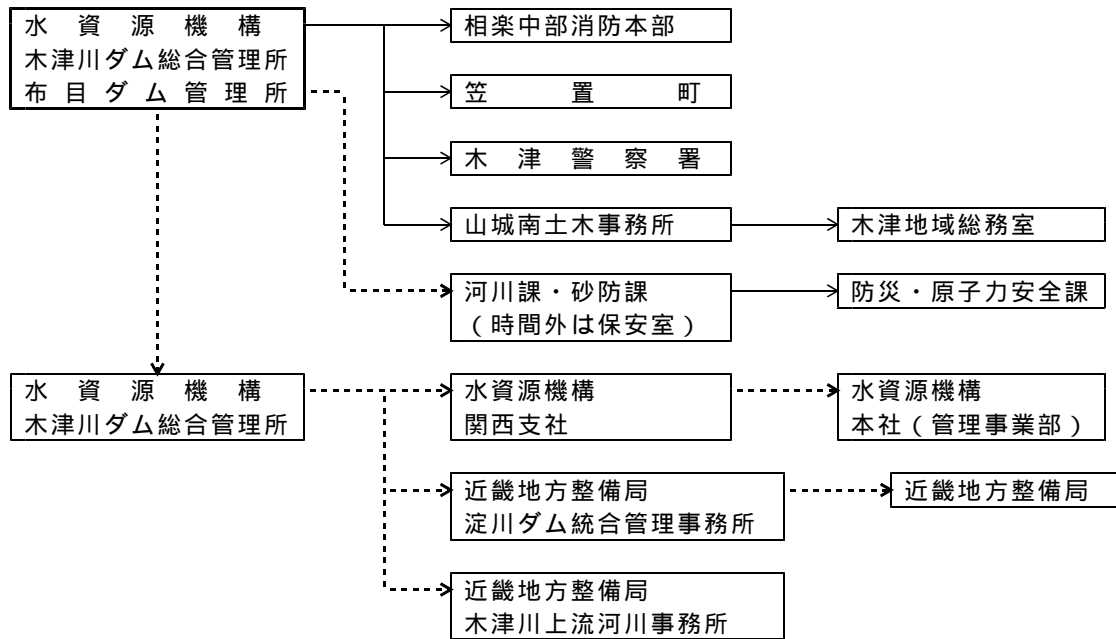 水資源機構
木津川ダム総合管理所
布目ダム管理所
相楽中部消防本部
笠置町
木津警察署
山城南土木事務所
木津地域総務室
河川課・砂防課
(時間外は保安室)
防災・原子力安全課
水資源機構
木津川ダム総合管理所
水資源機構
関西支社
水資源機構
本社(管理事業部)
近畿地方整備局
淀川ダム統合管理事務所
近畿地方整備局
近畿地方整備局
木津川上流河川事務所